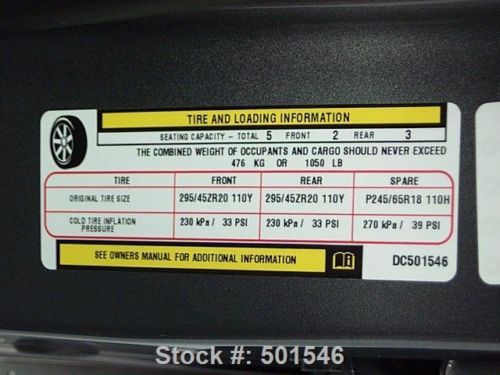 TIRE AND LOADING INFORMATION
SEATING CAPACITY - TOTAL 5 FRONT 2 REAR 3
THE COMBINED WEIGHT OF OCCUPANTS AND CARGO SHOULD NEVER EXCEED
476 KG OR 1050 LB
TIRE FRONT REAR SPARE
ORIGINAL TIRE SIZE 295/45ZR20 110Y 295/45ZR20 110Y P245/65R18 110H
COLD TIRE INFLATION PRESSURE 230 kPa / 33 PSI 230 kPa / 33 PSI 270 kPa / 39 PSI
SEE OWNERS MANUAL FOR ADDITIONAL INFORMATION
DC501546
Stock #: 501546